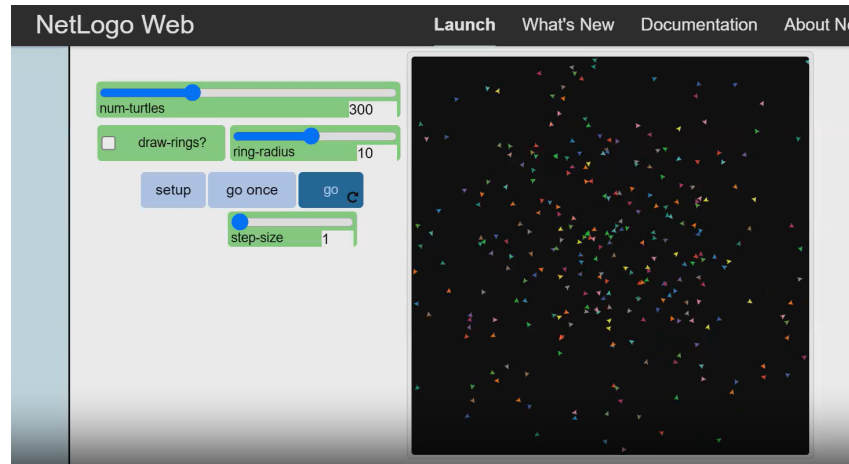 NetLogo Web
Launch What's New Documentation About N
num-turtles 300
draw-rings?
ring-radius 10
setup go once go
step-size 1